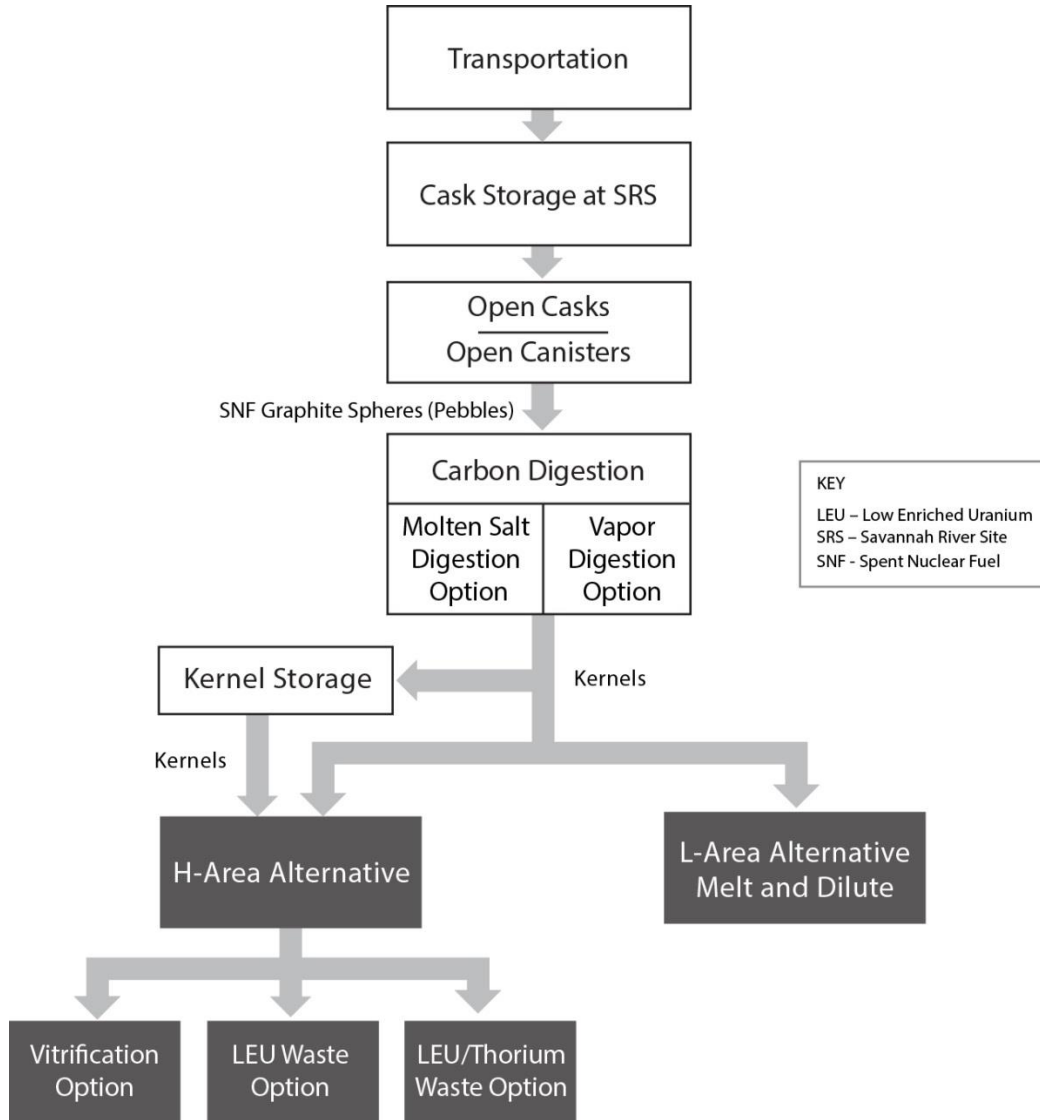 Transportation
Cask Storage at SRS
Open Casks
Open Canisters
SNF Graphite Spheres (Pebbles)
Carbon Digestion
Molten Salt
Digestion
Option
Vapor
Digestion
Option
KEY
LEU – Low Enriched Uranium
SRS – Savannah River Site
SNF - Spent Nuclear Fuel
Kernel Storage
Kernels
Kernels
H-Area Alternative
L-Area Alternative
Melt and Dilute
Vitrification
Option
LEU Waste
Option
LEU/Thorium
Waste Option